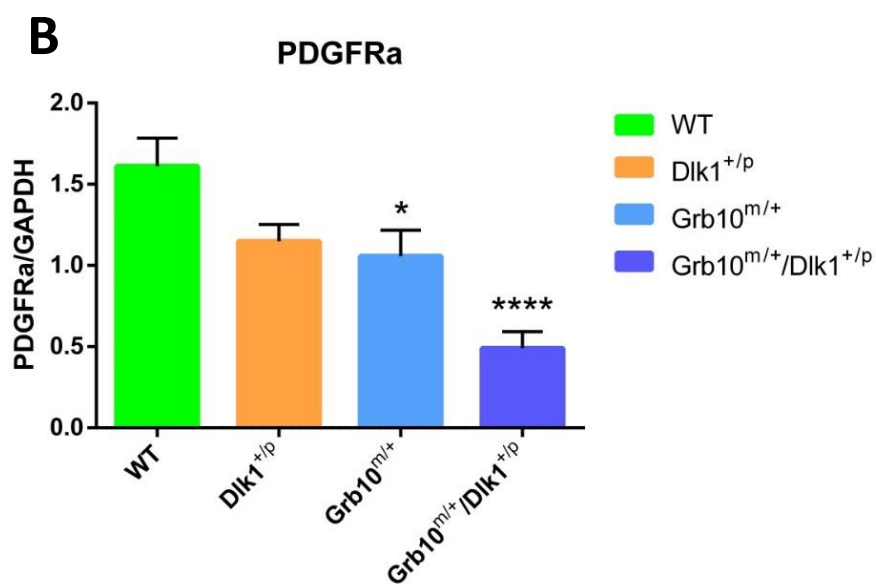 B
PDGFRa
2.0
1.5
1.0
0.5
0.0
PDGFRa/GAPDH
*
****
WT
Dlk1+/p
Grb10m/+
Grb10m/+/Dlk1+/p
WT
Dlk1+/p
Grb10m/+
Grb10m/+/Dlk1+/p